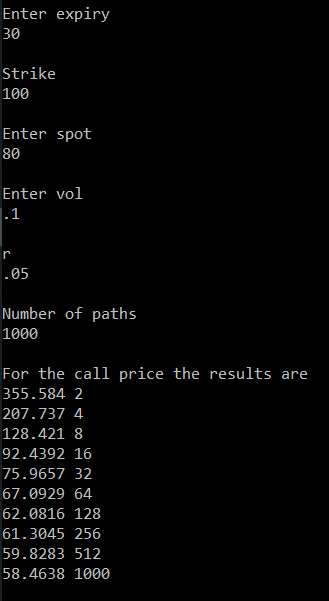 Enter expiry
30
Strike
100
Enter spot
80
Enter vol
.1
r
.05
Number of paths
1000
For the call price the results are
355.584 2
207.737 4
128.421 8
92.4392 16
75.9657 32
67.0929 64
62.0816 128
61.3045 256
59.8283 512
58.4638 1000